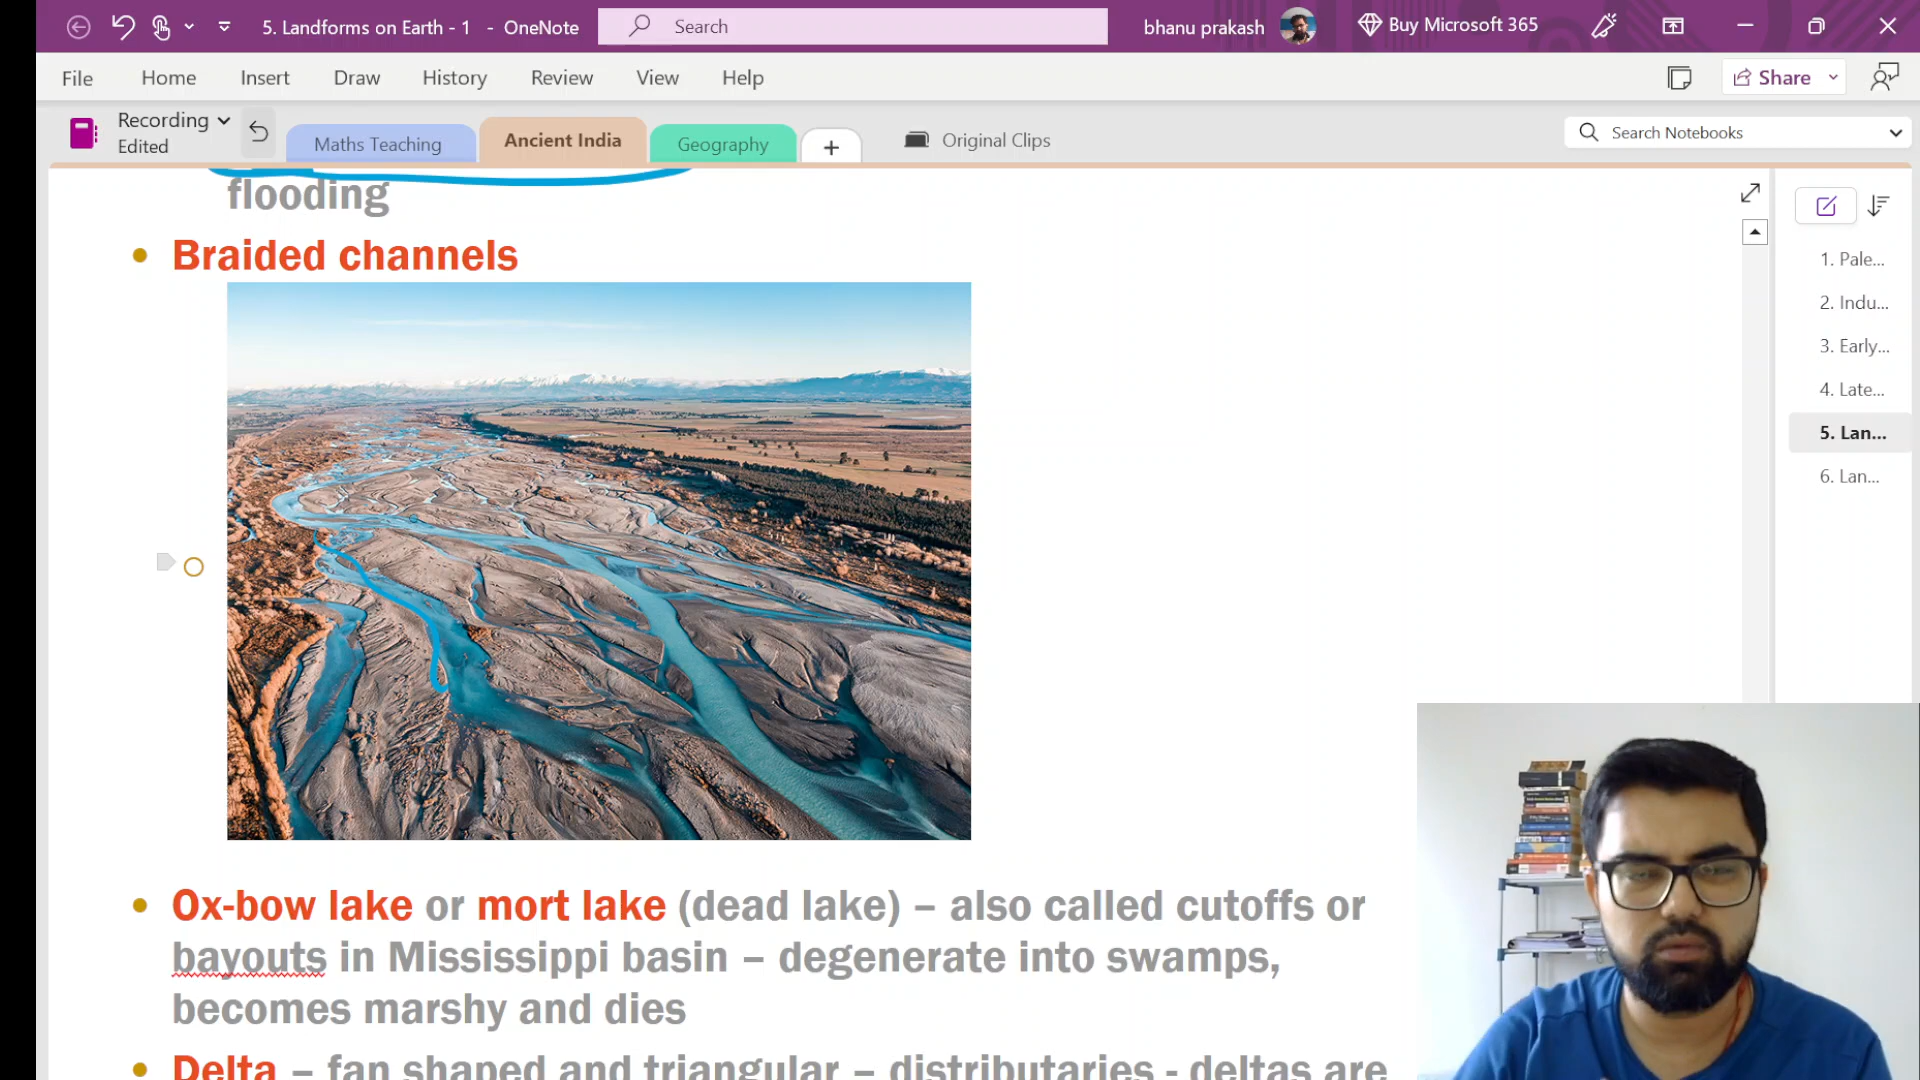 5. Landforms on Earth - 1 - OneNote
Search
bhanu prakash
Buy Microsoft 365
File Home Insert Draw History Review View Help
Share
Recording
Edited
Maths Teaching
Ancient India
Geography
+
Original Clips
Search Notebooks
flooding
• Braided channels
• Ox-bow lake or mort lake (dead lake) – also called cutoffs or
bayouts in Mississippi basin – degenerate into swamps,
becomes marshy and dies
• Delta – fan shaped and triangular – distributaries - deltas are
1. Pale...
2. Indu...
3. Early...
4. Late...
5. Lan...
6. Lan...